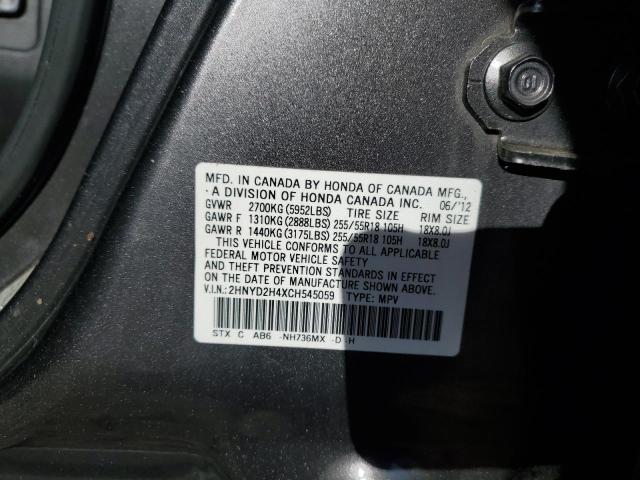 MFD. IN CANADA BY HONDA OF CANADA MFG.,
A DIVISION OF HONDA CANADA INC. 06/'12
GVWR 2700KG (5952LBS) TIRE SIZE RIM SIZE
GAWR F 1310KG (2888LBS) 255/55R18 105H 18X8.0J
GAWR R 1440KG (3175LBS) 255/55R18 105H 18X8.0J
THIS VEHICLE CONFORMS TO ALL APPLICABLE
FEDERAL MOTOR VEHICLE SAFETY
AND THEFT PREVENTION STANDARDS IN EFFECT
ON THE DATE OF MANUFACTURE SHOWN ABOVE.
V.I.N.: 2HNYD2H4XCH545059 TYPE: MPV
STX C AB6 -NH736MX -D-H